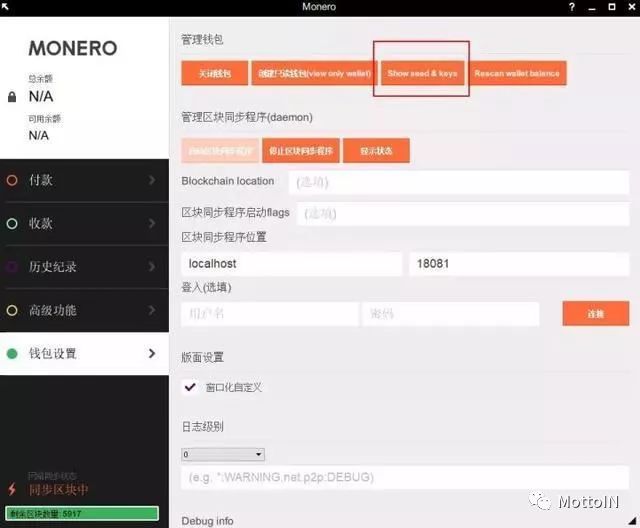 Monero
MONERO
总余额
N/A
可用余额
N/A
付款
收款
历史纪录
高级功能
钱包设置
网络同步状态
同步区块中
剩余区块数量: 5917
管理钱包
关闭钱包 创建只读钱包(view only wallet) Show seed & keys Rescan wallet balance
管理区块同步程序(daemon)
启动区块同步程序 停止区块同步程序 显示状态
Blockchain location (选填)
区块同步程序启动flags (选填)
区块同步程序位置
localhost 18081
登入(选填)
用户名 密码 连接
版面设置
窗口化自定义
日志级别
0
(e.g. *:WARNING,net.p2p:DEBUG)
Debug info
MottoIN